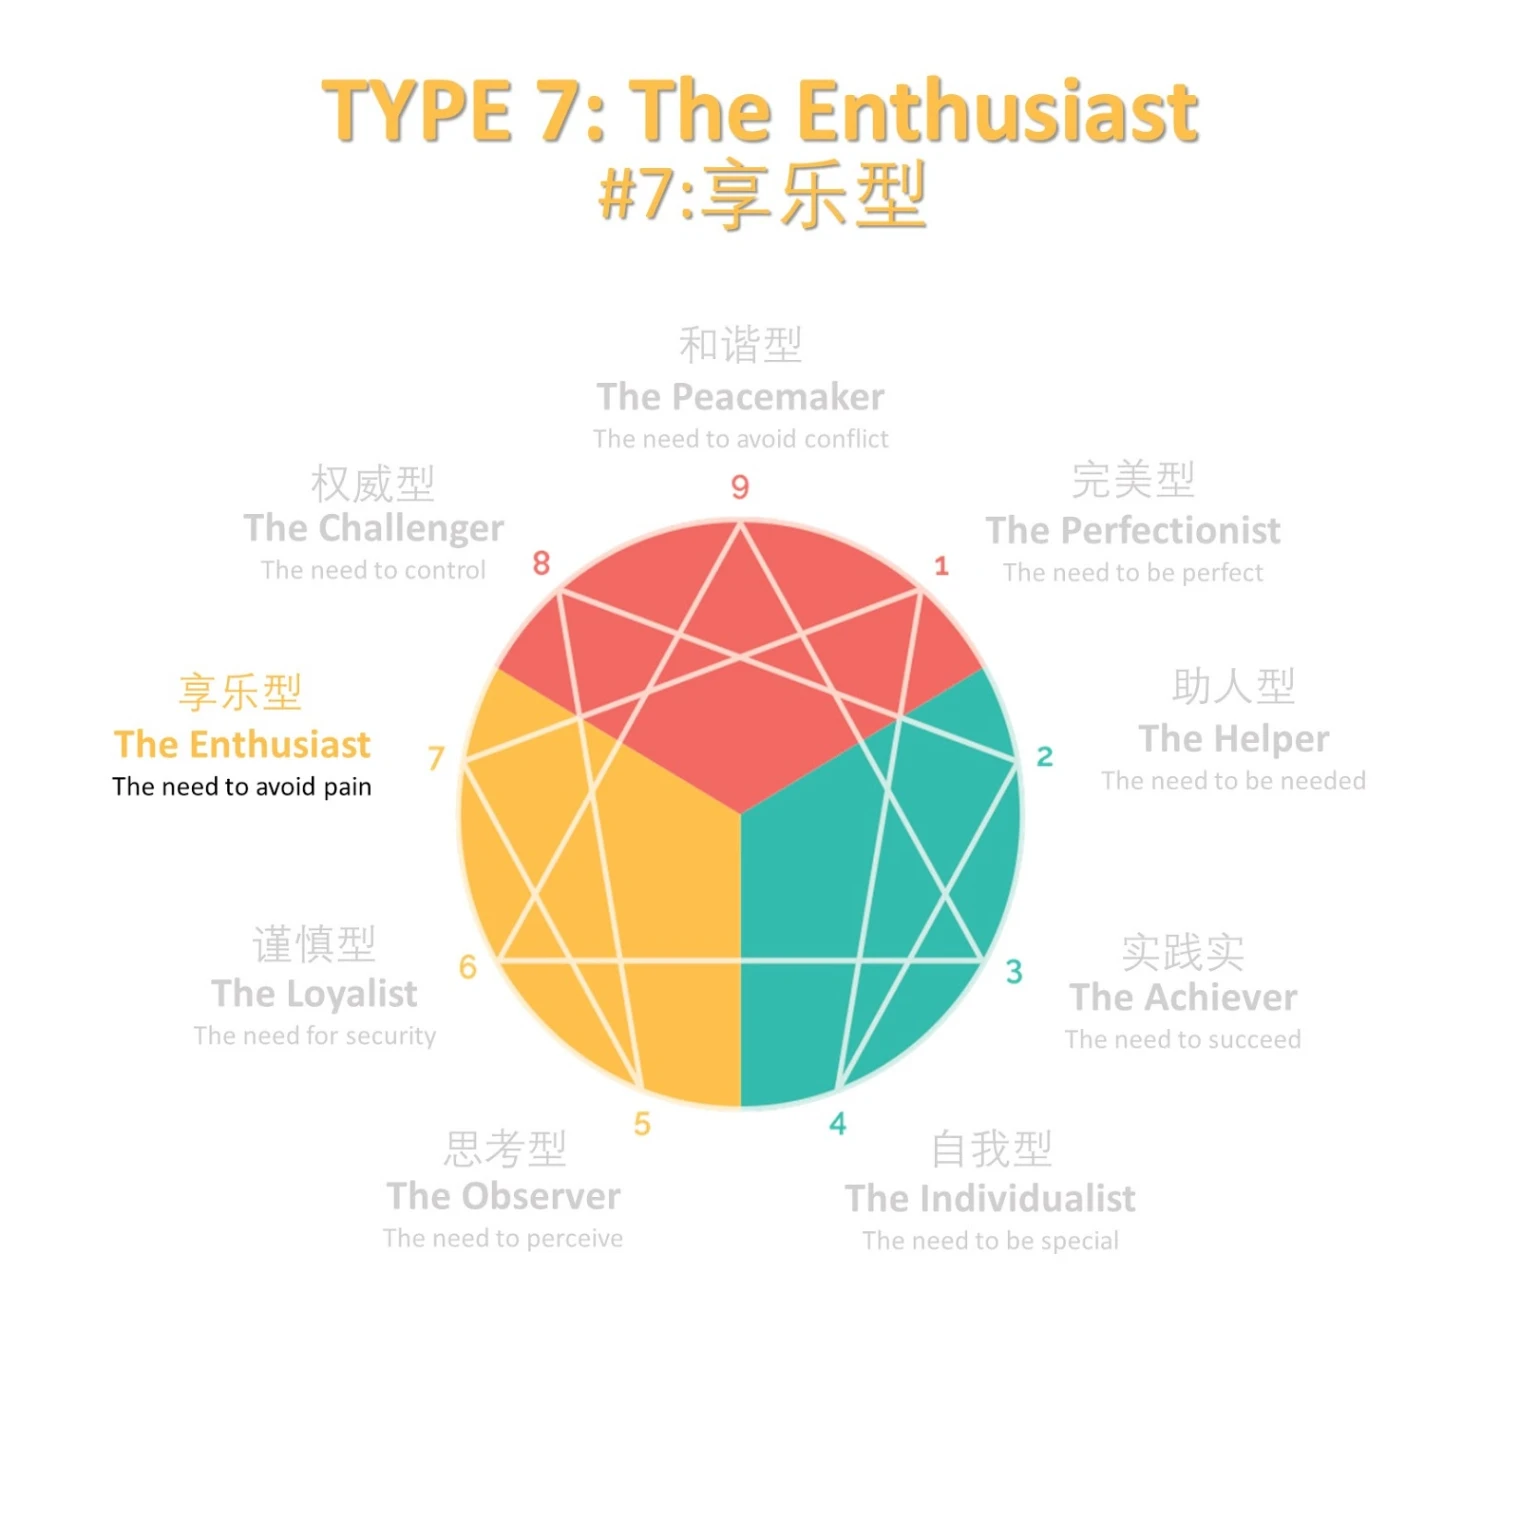 TYPE 7: The Enthusiast
#7:享乐型
和谐型
The Peacemaker
The need to avoid conflict
9
权威型
The Challenger
The need to control
8
完美型
The Perfectionist
The need to be perfect
1
享乐型
The Enthusiast
The need to avoid pain
7
助人型
The Helper
The need to be needed
2
谨慎型
The Loyalist
The need for security
6
实践实
The Achiever
The need to succeed
3
思考型
The Observer
The need to perceive
5
自我型
The Individualist
The need to be special
4